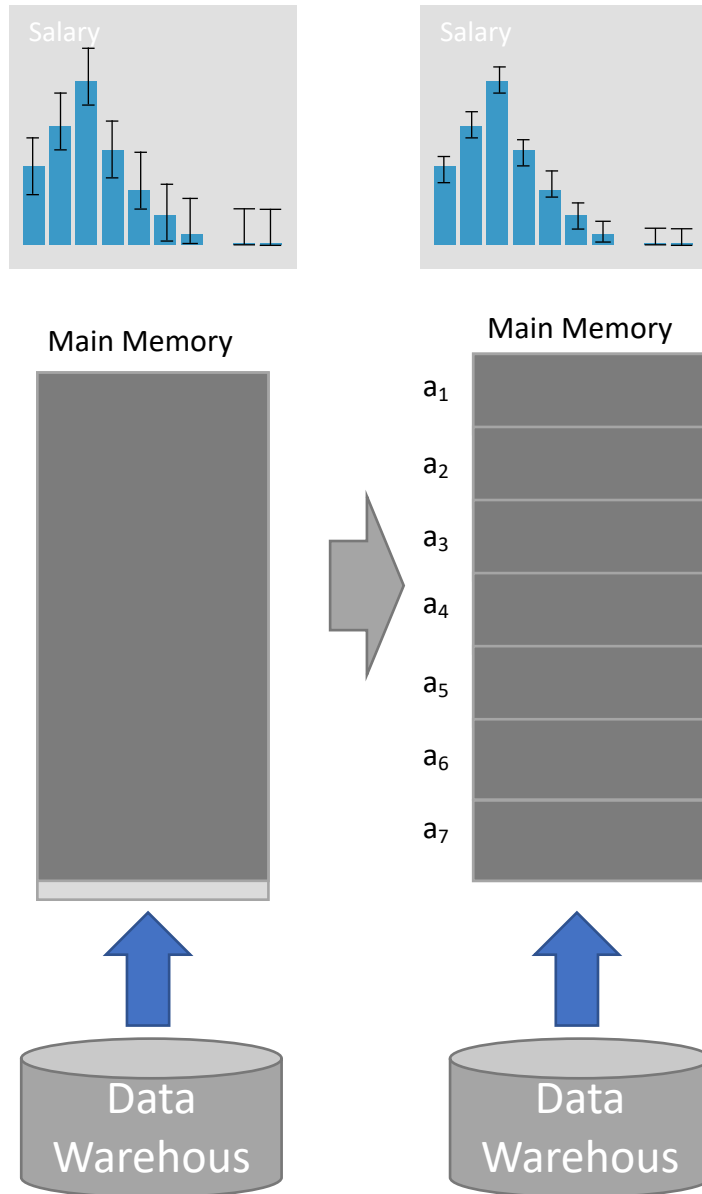 Salary
Salary
Main Memory
Main Memory
a₁
a₂
a₃
a₄
a₅
a₆
a₇
Data
Warehous
Data
Warehous